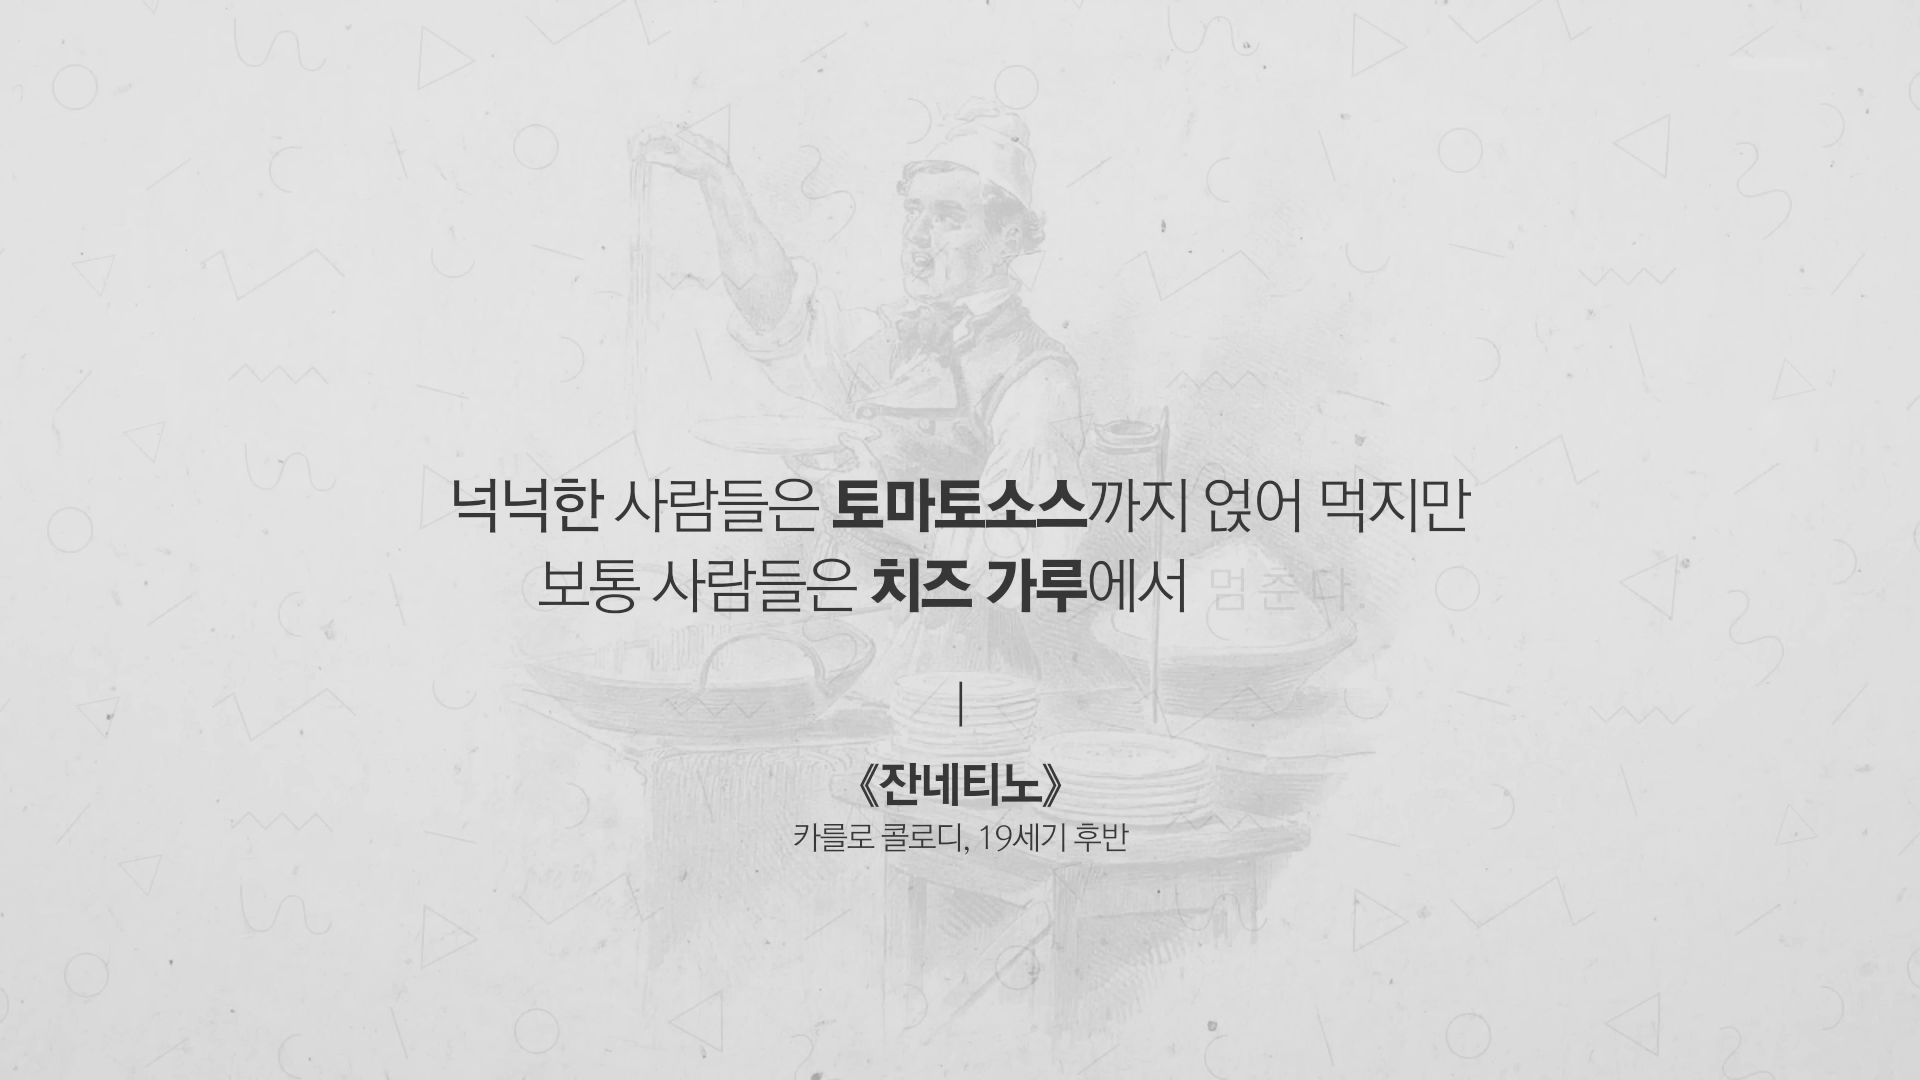 넉넉한 사람들은 토마토소스까지 얹어 먹지만
보통 사람들은 치즈 가루에서 멈춘다
《잔네티노》
카를로 콜로디, 19세기 후반